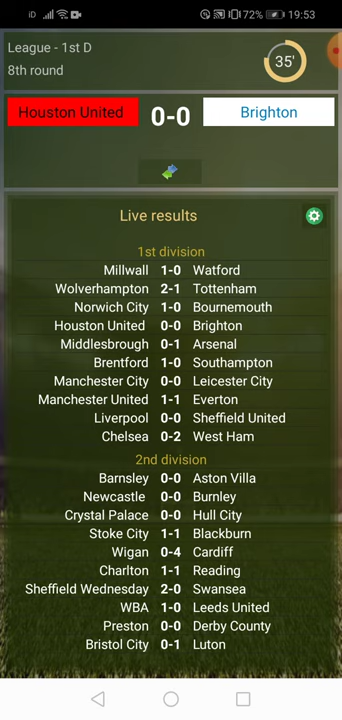 iD 72% 19:53
League - 1st D
8th round
35'
Houston United 0-0 Brighton
Live results
1st division
Millwall 1-0 Watford
Wolverhampton 2-1 Tottenham
Norwich City 1-0 Bournemouth
Houston United 0-0 Brighton
Middlesbrough 0-1 Arsenal
Brentford 1-0 Southampton
Manchester City 0-0 Leicester City
Manchester United 1-1 Everton
Liverpool 0-0 Sheffield United
Chelsea 0-2 West Ham
2nd division
Barnsley 0-0 Aston Villa
Newcastle 0-0 Burnley
Crystal Palace 0-0 Hull City
Stoke City 1-1 Blackburn
Wigan 0-4 Cardiff
Charlton 1-1 Reading
Sheffield Wednesday 2-0 Swansea
WBA 1-0 Leeds United
Preston 0-0 Derby County
Bristol City 0-1 Luton